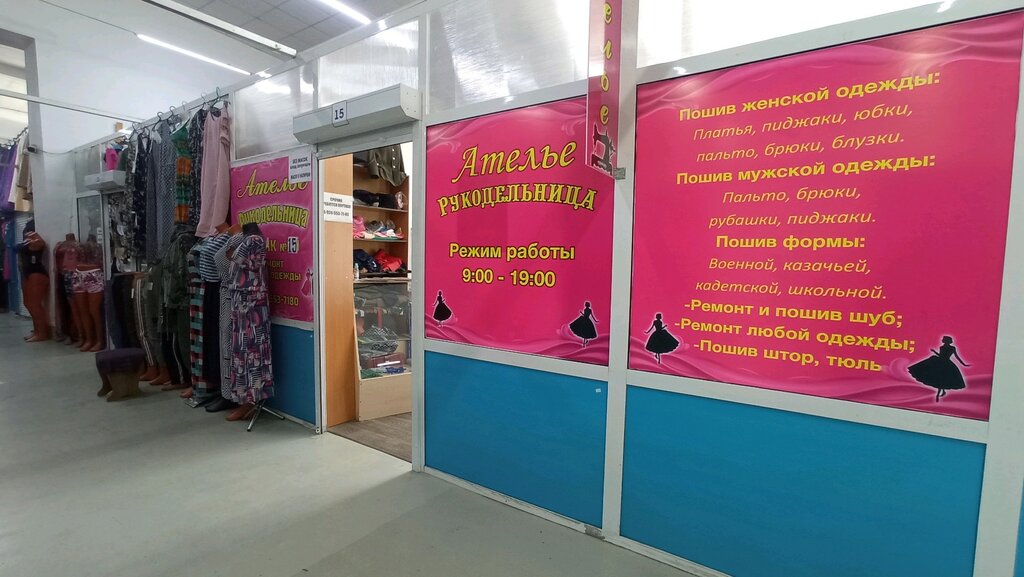 Ателье
РУКОДЕЛЬНИЦА
№15
одежды
15
Ателье
РУКОДЕЛЬНИЦА
Режим работы
9:00 - 19:00
Пошив женской одежды:
Платья, пиджаки, юбки,
пальто, брюки, блузки.
Пошив мужской одежды:
Пальто, брюки,
рубашки, пиджаки.
Пошив формы:
Военной, казачьей,
кадетской, школьной.
-Ремонт и пошив шуб;
-Ремонт любой одежды;
-Пошив штор, тюль